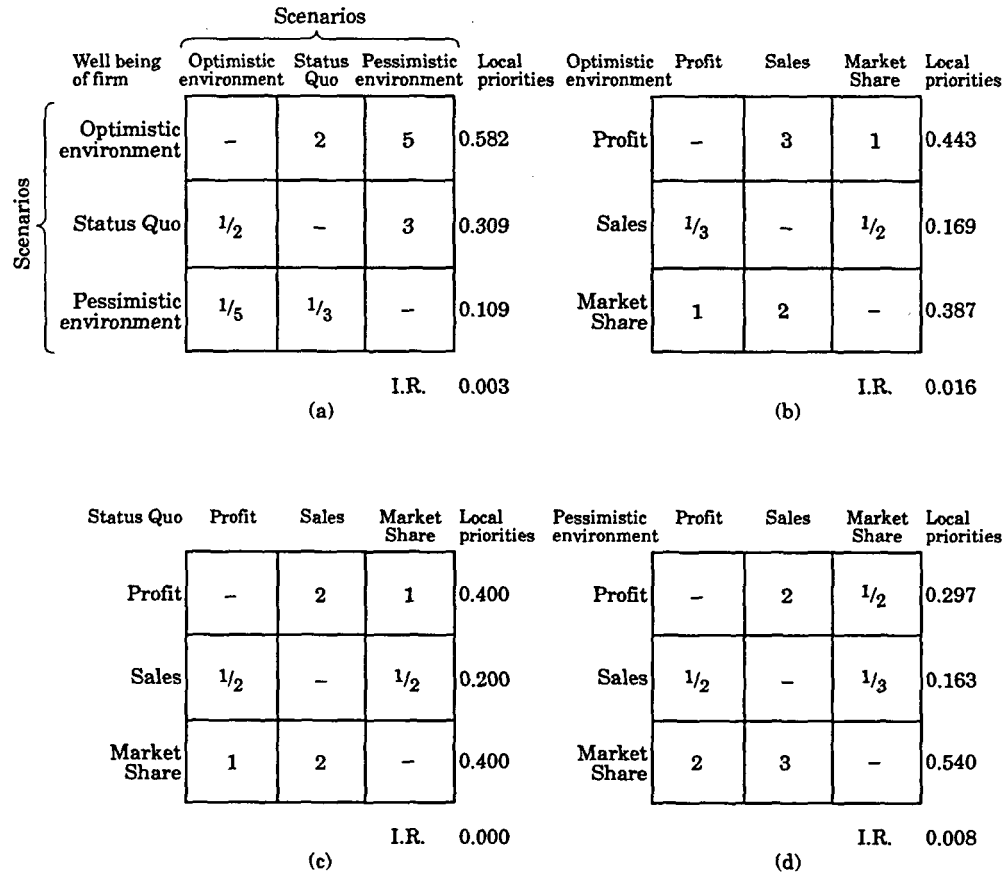 Scenarios
Well being of firm
Optimistic environment
Status Quo
Pessimistic environment
Local priorities
Scenarios
Optimistic environment – 2 5 0.582
Status Quo 1/2 – 3 0.309
Pessimistic environment 1/5 1/3 – 0.109
I.R. 0.003
(a)
Optimistic environment
Profit
Sales
Market Share
Local priorities
Profit – 3 1 0.443
Sales 1/3 – 1/2 0.169
Market Share 1 2 – 0.387
I.R. 0.016
(b)
Status Quo
Profit
Sales
Market Share
Local priorities
Profit – 2 1 0.400
Sales 1/2 – 1/2 0.200
Market Share 1 2 – 0.400
I.R. 0.000
(c)
Pessimistic environment
Profit
Sales
Market Share
Local priorities
Profit – 2 1/2 0.297
Sales 1/2 – 1/3 0.163
Market Share 2 3 – 0.540
I.R. 0.008
(d)